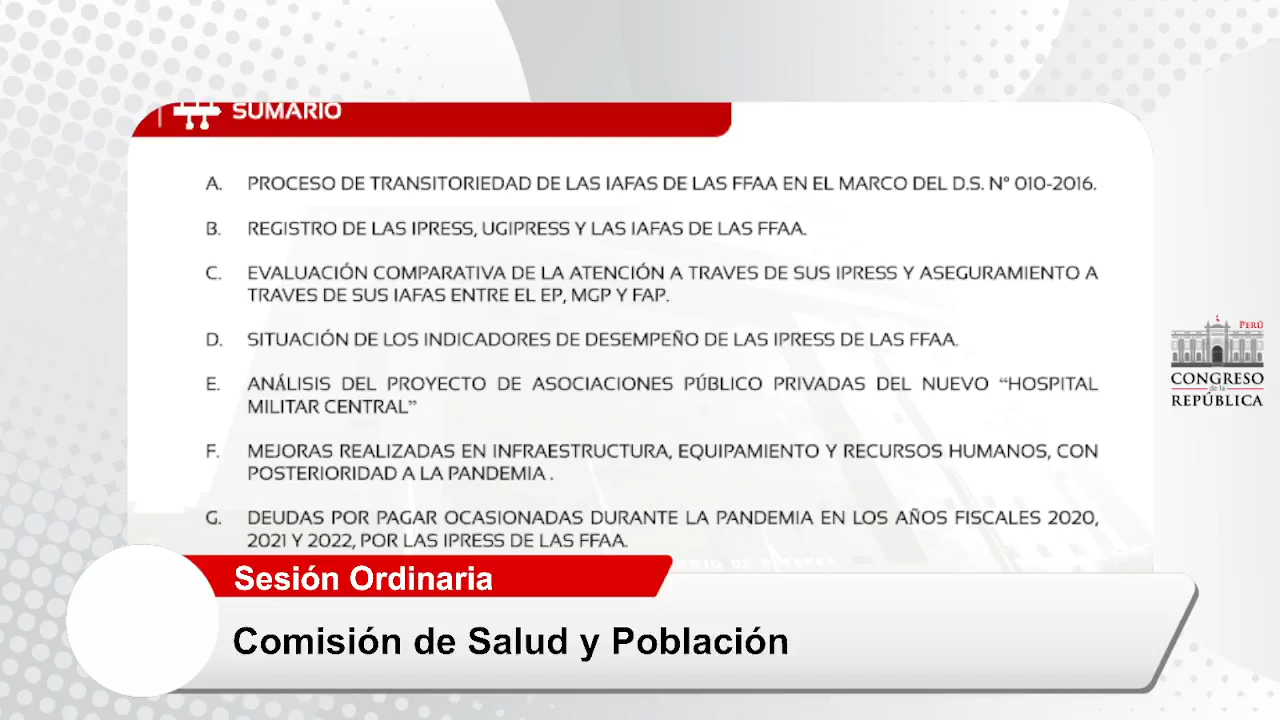 SUMARIO
A. PROCESO DE TRANSITORIEDAD DE LAS IAFAS DE LAS FFAA EN EL MARCO DEL D.S. N° 010-2016.
B. REGISTRO DE LAS IPRESS, UGIPRESS Y LAS IAFAS DE LAS FFAA.
C. EVALUACIÓN COMPARATIVA DE LA ATENCIÓN A TRAVES DE SUS IPRESS Y ASEGURAMIENTO A
TRAVES DE SUS IAFAS ENTRE EL EP, MGP Y FAP.
D. SITUACIÓN DE LOS INDICADORES DE DESEMPEÑO DE LAS IPRESS DE LAS FFAA.
E. ANÁLISIS DEL PROYECTO DE ASOCIACIONES PÚBLICO PRIVADAS DEL NUEVO “HOSPITAL
MILITAR CENTRAL”
F. MEJORAS REALIZADAS EN INFRAESTRUCTURA, EQUIPAMIENTO Y RECURSOS HUMANOS, CON
POSTERIORIDAD A LA PANDEMIA .
G. DEUDAS POR PAGAR OCASIONADAS DURANTE LA PANDEMIA EN LOS AÑOS FISCALES 2020,
2021 Y 2022, POR LAS IPRESS DE LAS FFAA.
Sesión Ordinaria
Comisión de Salud y Población
PERÚ
CONGRESO
de la
REPÚBLICA